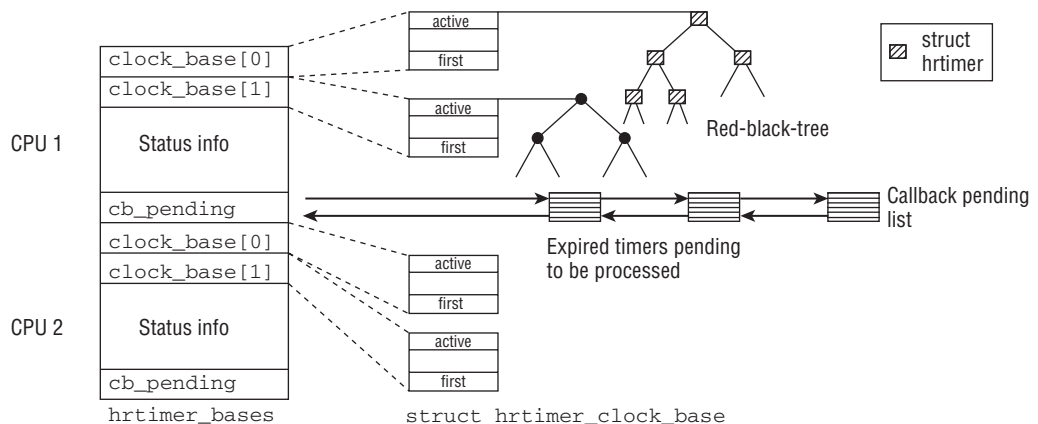 active
first
struct
hrtimer
clock_base[0]
clock_base[1]
active
first
Red-black-tree
CPU 1
Status info
cb_pending
Callback pending
list
Expired timers pending
to be processed
clock_base[0]
clock_base[1]
active
first
CPU 2
Status info
active
first
cb_pending
hrtimer_bases
struct hrtimer_clock_base